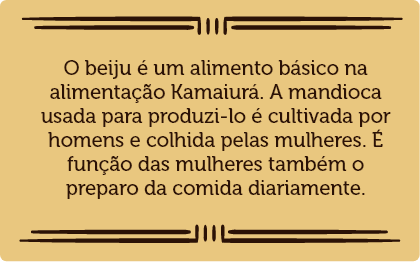 O beiju é um alimento básico na
alimentação Kamaiurá. A mandioca
usada para produzi-lo é cultivada por
homens e colhida pelas mulheres. É
função das mulheres também o
preparo da comida diariamente.